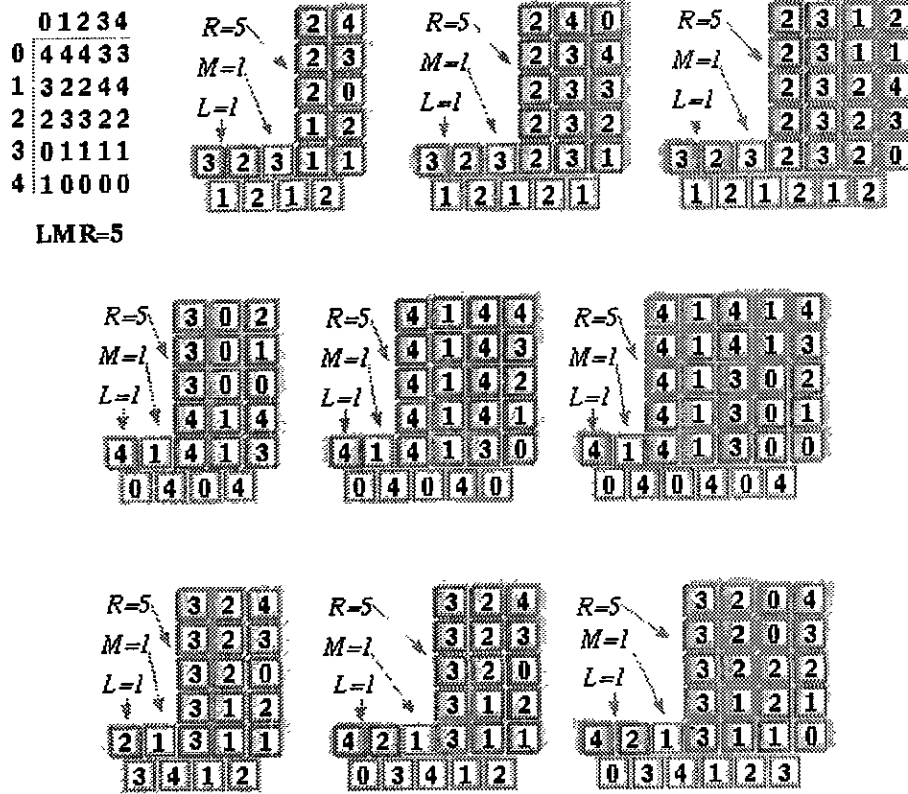 0 1 2 3 4
0 4 4 4 3 3
1 3 2 2 4 4
2 2 3 3 2 2
3 0 1 1 1 1
4 1 0 0 0 0
LMR=5
R=5 2 4
M=1 2 3
2 0
L=1 1 2
3 2 3 1 1
1 2 1 2
R=5 2 4 0
M=1 2 3 4
2 3 3
L=1 2 3 2
3 2 3 2 3 1
1 2 1 2 1
R=5 2 3 1 2
M=1 2 3 1 1
L=1 2 3 2 4
2 3 2 3
3 2 3 2 3 2 0
1 2 1 2 1 2
R=5 3 0 2
M=1 3 0 1
L=1 3 0 0
4 1 4
4 1 4 1 3
0 4 0 4
R=5 4 1 4 4
M=1 4 1 4 3
L=1 4 1 4 2
4 1 4 1
4 1 4 1 3 0
0 4 0 4 0
R=5 4 1 4 1 4
M=1 4 1 4 1 3
L=1 4 1 3 0 2
4 1 3 0 1
4 1 4 1 3 0 0
0 4 0 4 0 4
R=5 3 2 4
M=1 3 2 3
L=1 3 2 0
3 1 2
2 1 3 1 1
3 4 1 2
R=5 3 2 4
M=1 3 2 3
L=1 3 2 0
3 1 2
4 2 1 3 1 1
0 3 4 1 2
R=5 3 2 0 4
M=1 3 2 0 3
L=1 3 2 2 2
3 1 2 1
4 2 1 3 1 1 0
0 3 4 1 2 3